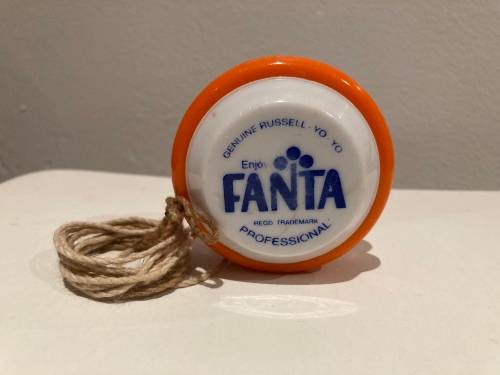 GENUINE RUSSELL · YO · YO
Enjoy
FANTA
REGD. TRADEMARK
PROFESSIONAL